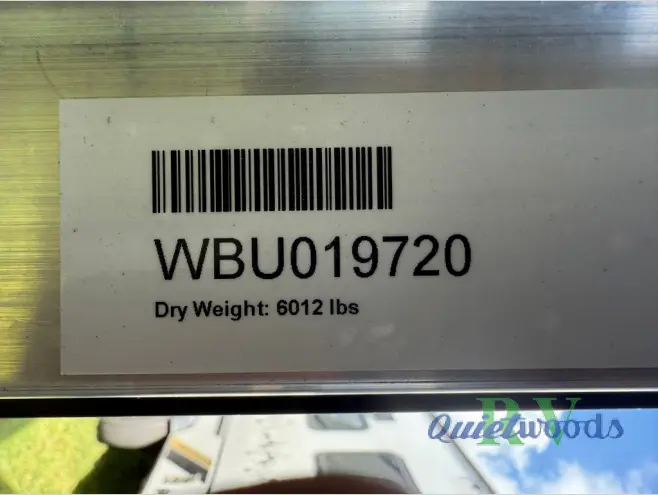 WBU019720
Dry Weight: 6012 lbs
Quietwoods
RV